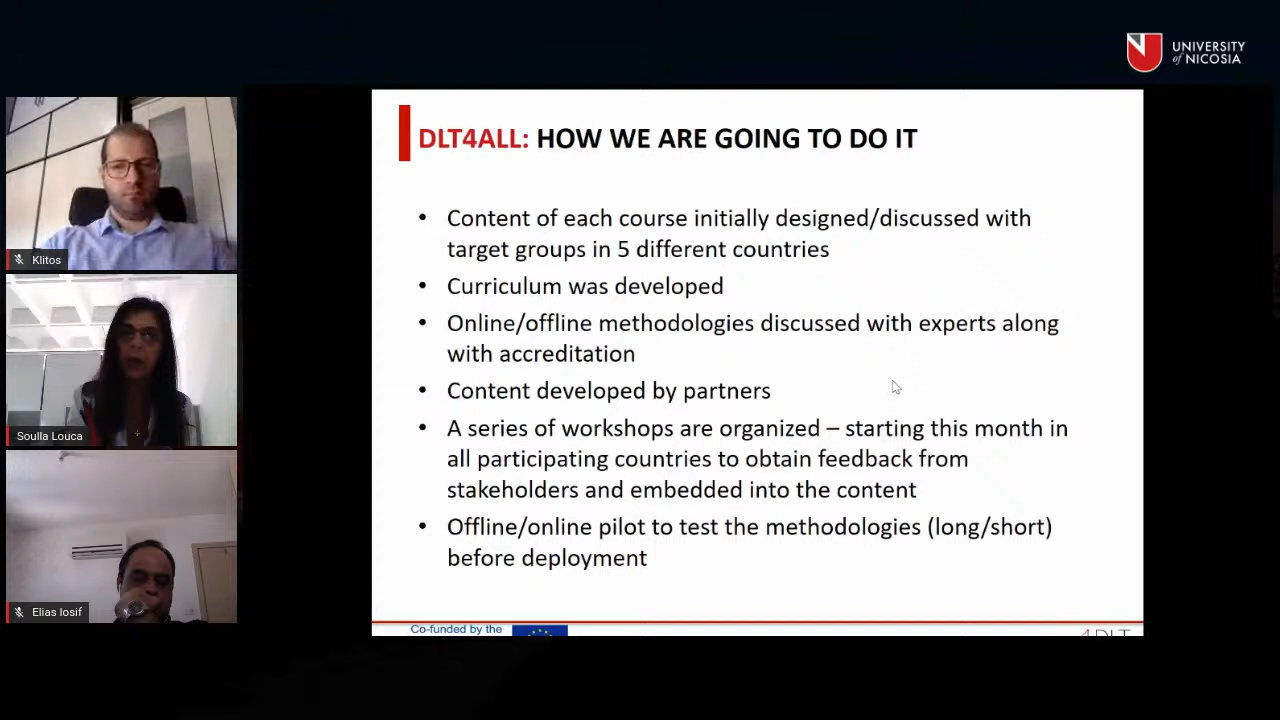 UNIVERSITY
of NICOSIA
DLT4ALL: HOW WE ARE GOING TO DO IT
• Content of each course initially designed/discussed with
target groups in 5 different countries
• Curriculum was developed
• Online/offline methodologies discussed with experts along
with accreditation
• Content developed by partners
• A series of workshops are organized – starting this month in
all participating countries to obtain feedback from
stakeholders and embedded into the content
• Offline/online pilot to test the methodologies (long/short)
before deployment
Co-funded by the
4DLT
Klitos
Soulla Louca
Elias Iosif